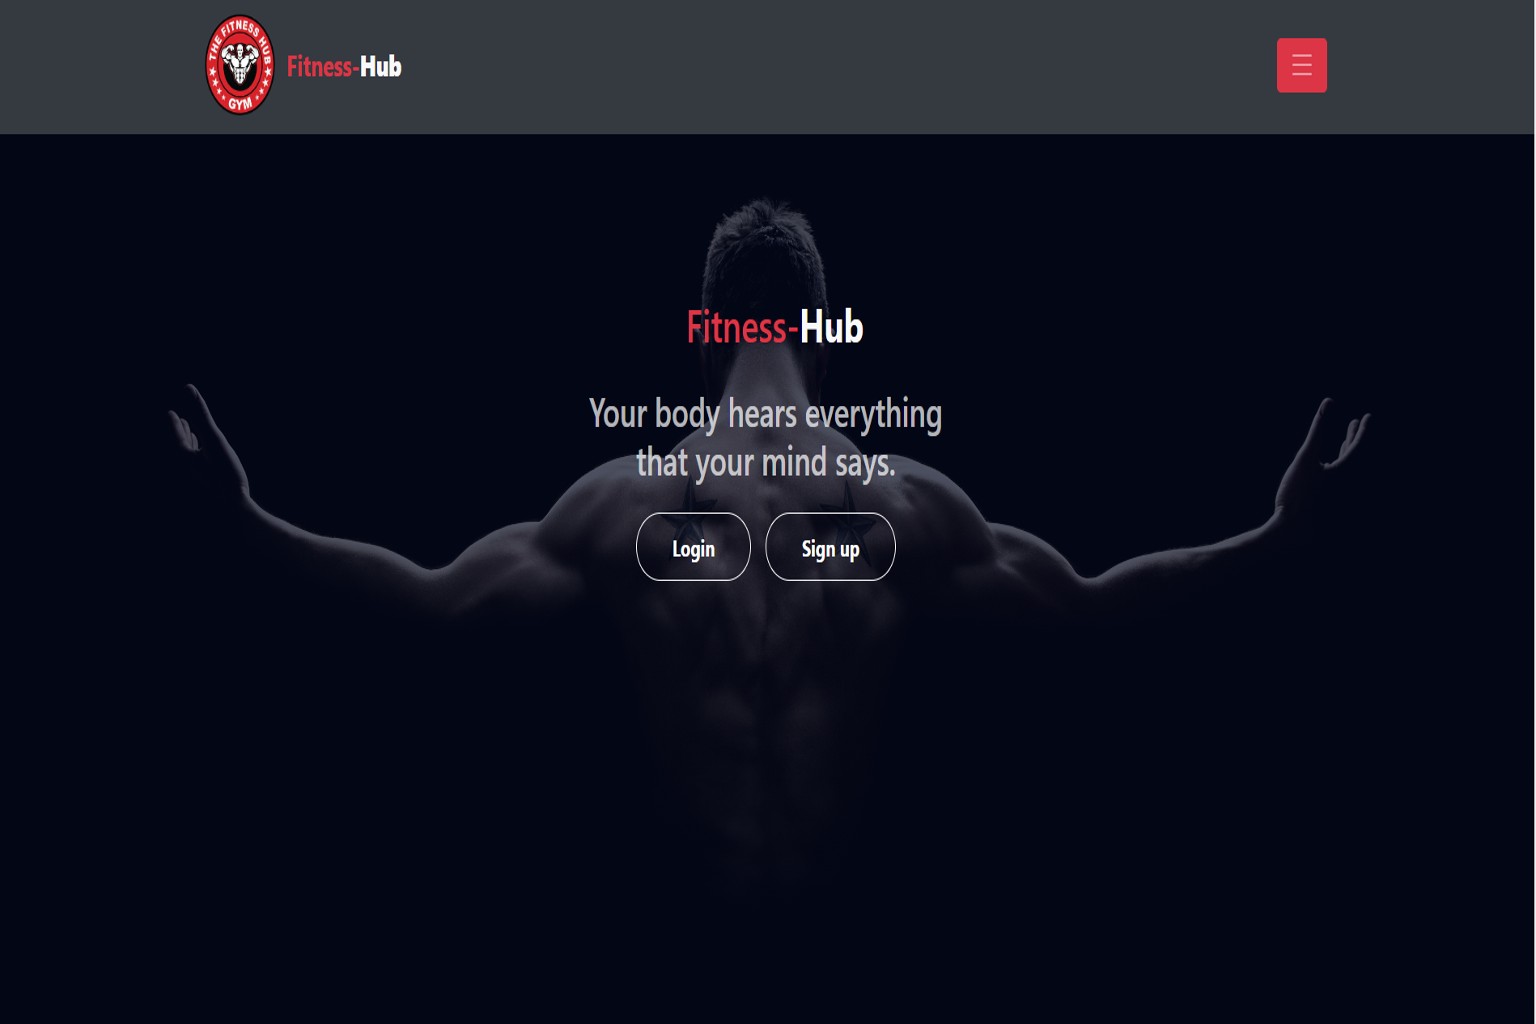 THE FITNESS HUB
GYM
Fitness-Hub
Fitness-Hub
Your body hears everything
that your mind says.
Login
Sign up